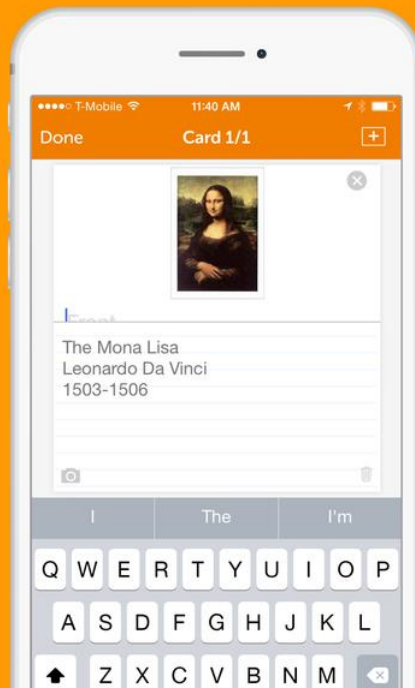 T-Mobile 11:40 AM
Done Card 1/1
Front
The Mona Lisa
Leonardo Da Vinci
1503-1506
I The I'm
Q W E R T Y U I O P
A S D F G H J K L
Z X C V B N M